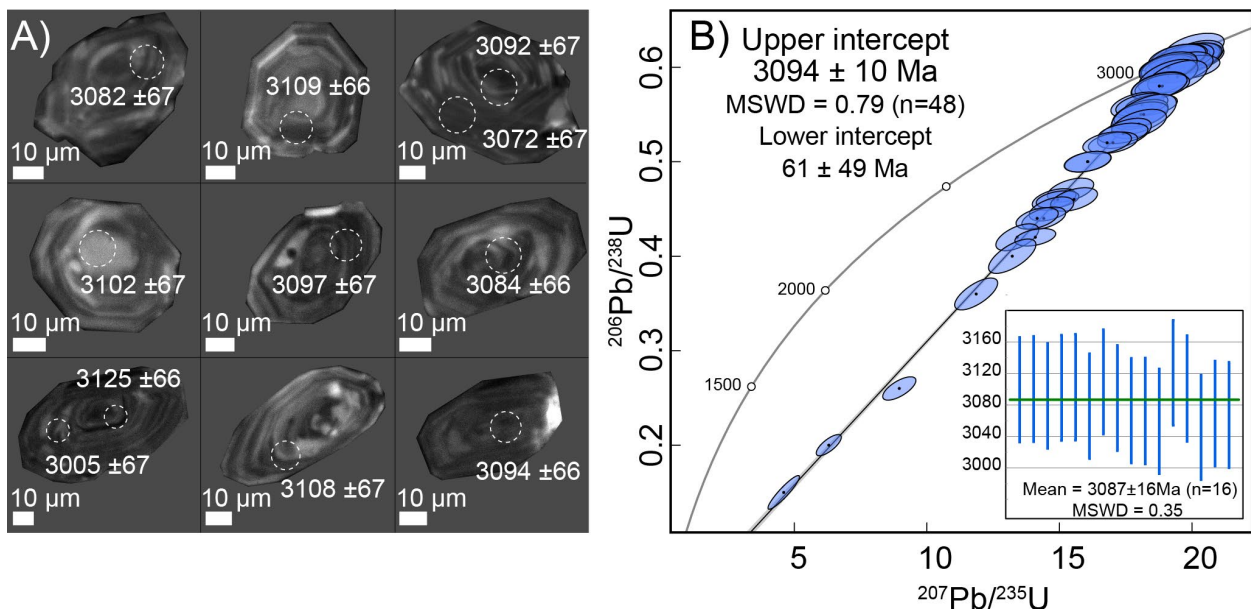 A)
3082 ±67
10 µm
3109 ±66
10 µm
3092 ±67
3072 ±67
10 µm
3102 ±67
10 µm
3097 ±67
10 µm
3084 ±66
10 µm
3125 ±66
3005 ±67
10 µm
3108 ±67
10 µm
3094 ±66
10 µm
B)
Upper intercept
3094 ± 10 Ma
MSWD = 0.79 (n=48)
Lower intercept
61 ± 49 Ma
3000
2000
1500
0.6
0.5
0.4
0.3
0.2
²⁰⁶Pb/²³⁸U
5
10
15
20
²⁰⁷Pb/²³⁵U
3160
3120
3080
3040
3000
Mean = 3087±16Ma (n=16)
MSWD = 0.35